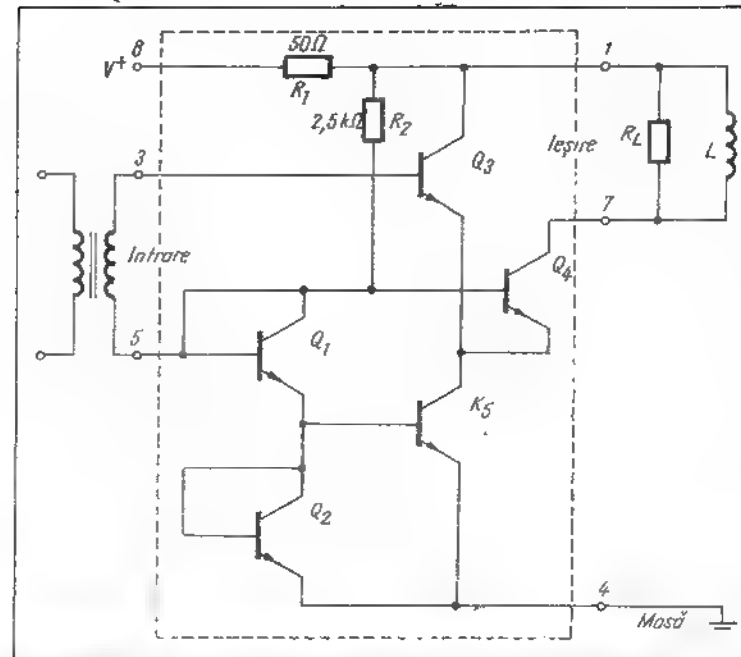 8
V+
50Ω
R1
1
2,5kΩ
R2
Ieșire
RL
L
3
Q3
7
Intrare
Q4
5
Q1
K5
Q2
4
Masă